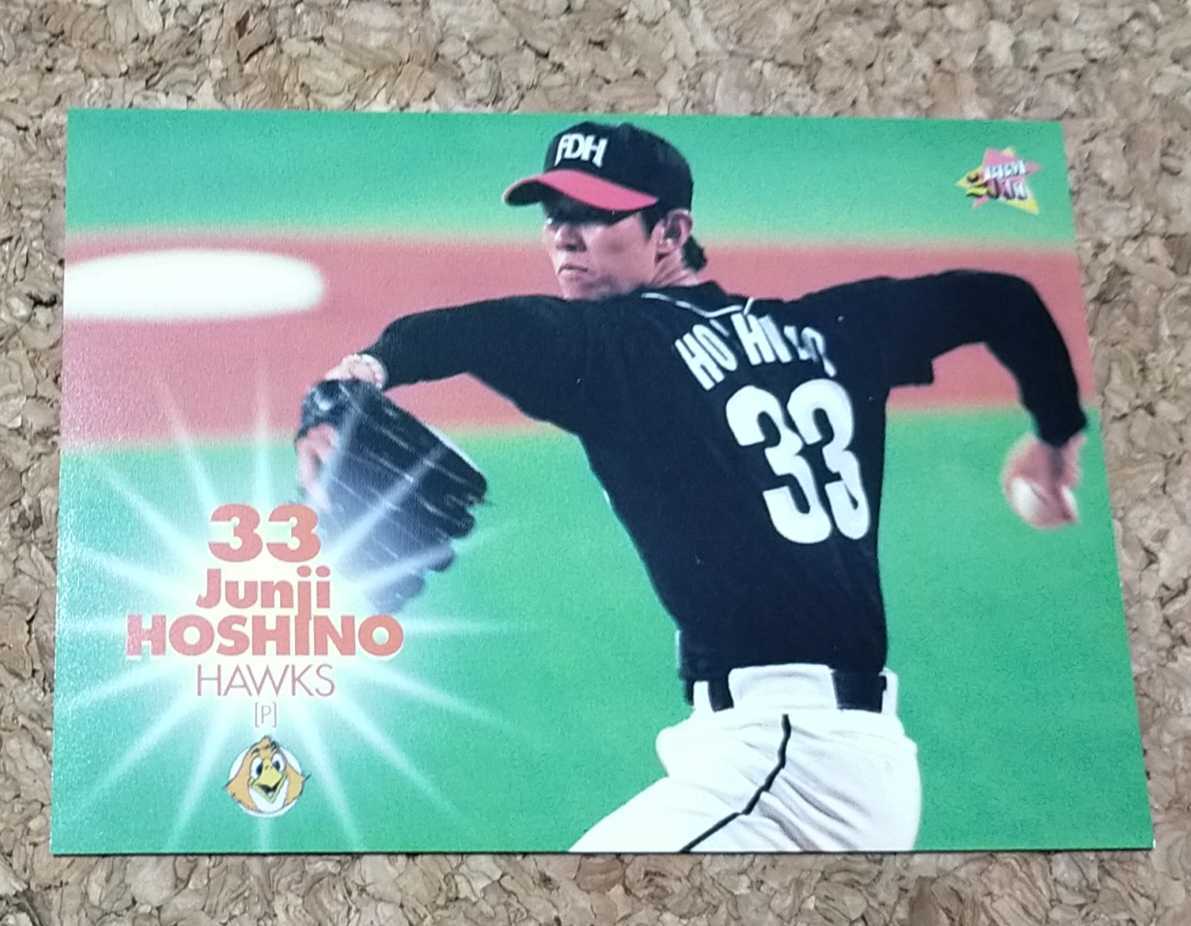 FDH
HOSHINO
33
33
Junji
HOSHINO
HAWKS
[P]